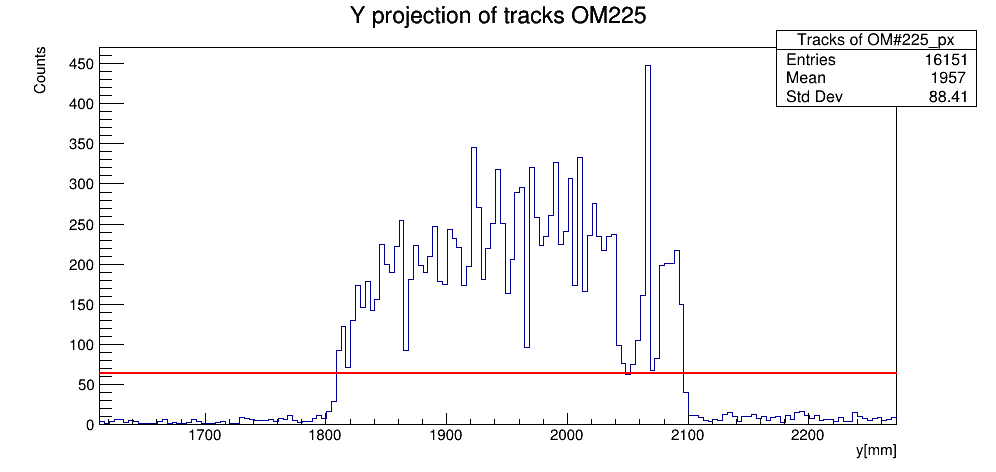 Y projection of tracks OM225
Tracks of OM#225_px
Entries 16151
Mean 1957
Std Dev 88.41
Counts
450
400
350
300
250
200
150
100
50
0
1700 1800 1900 2000 2100 2200
y[mm]